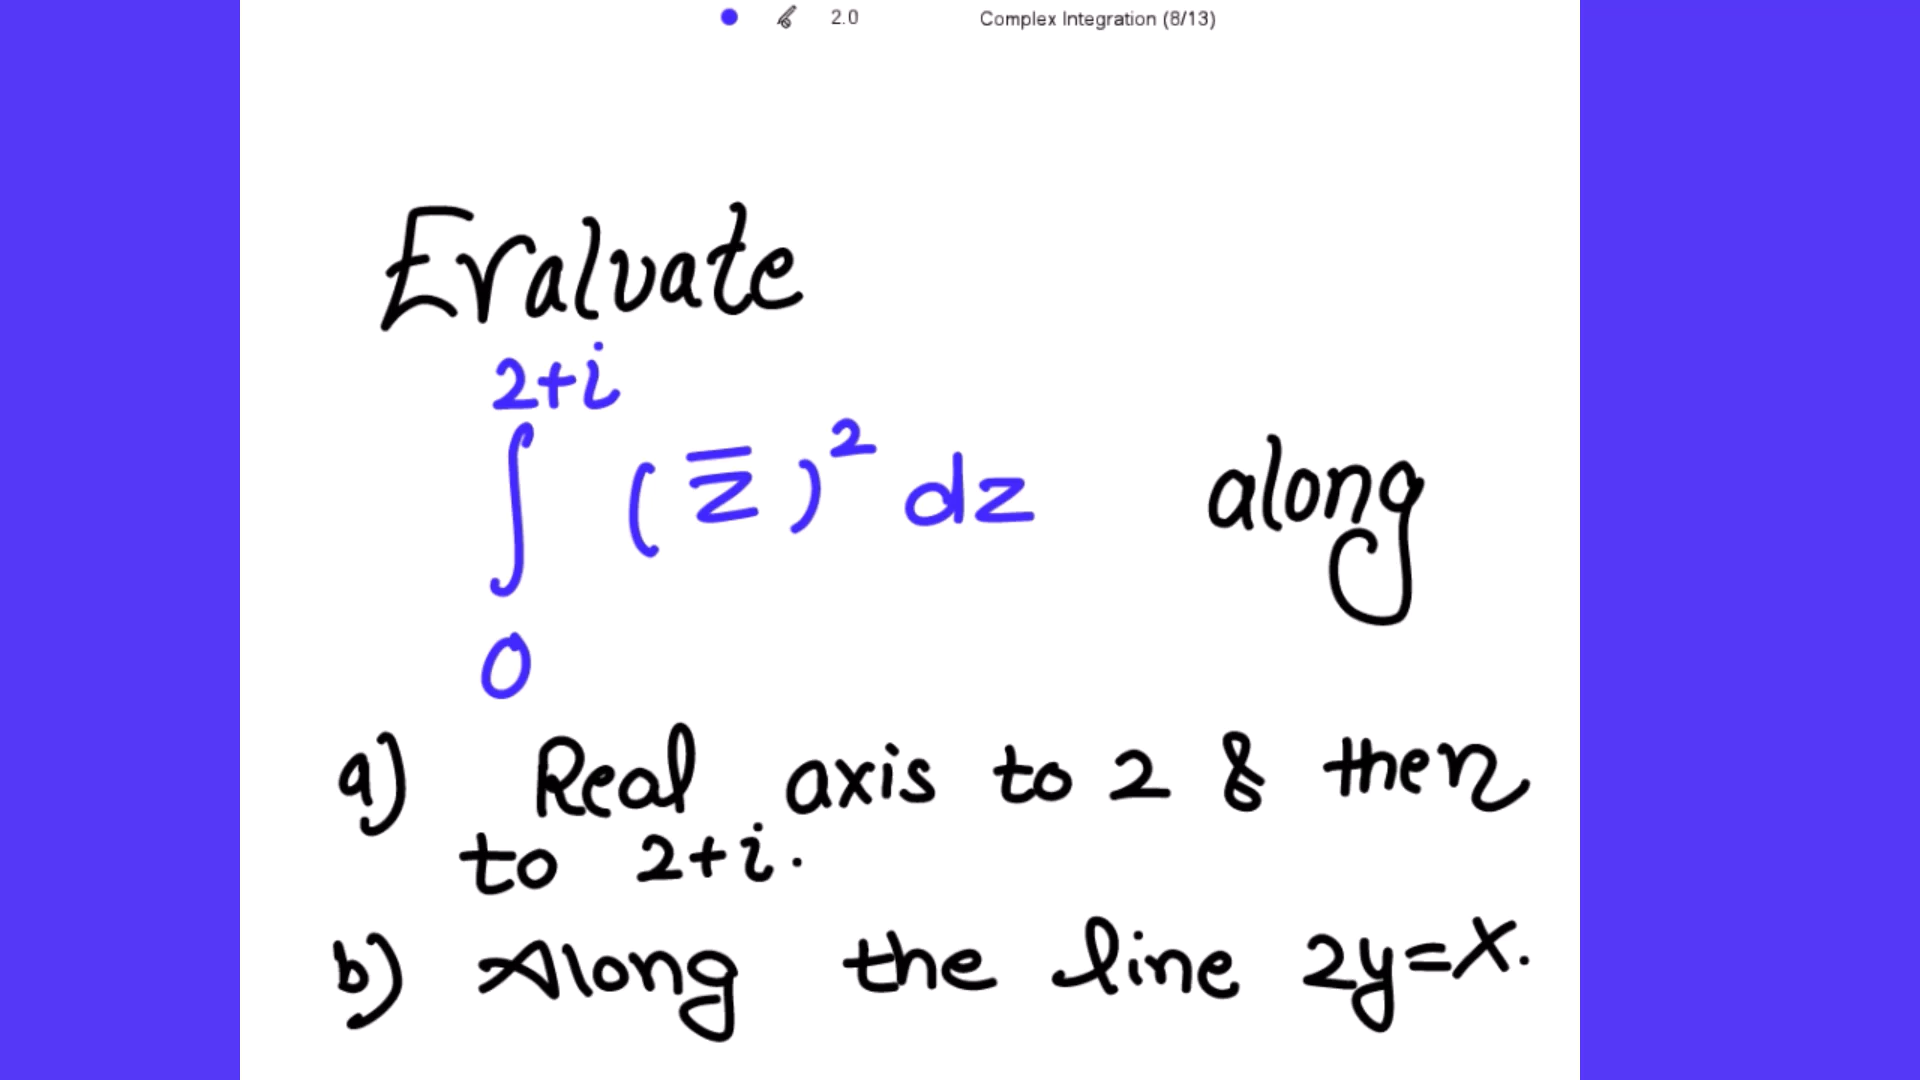 2.0 Complex Integration (8/13)
Evaluate
2+i
∫ (z̅)² dz along
0
a) Real axis to 2 & then
to 2+i.
b) Along the line 2y=x.